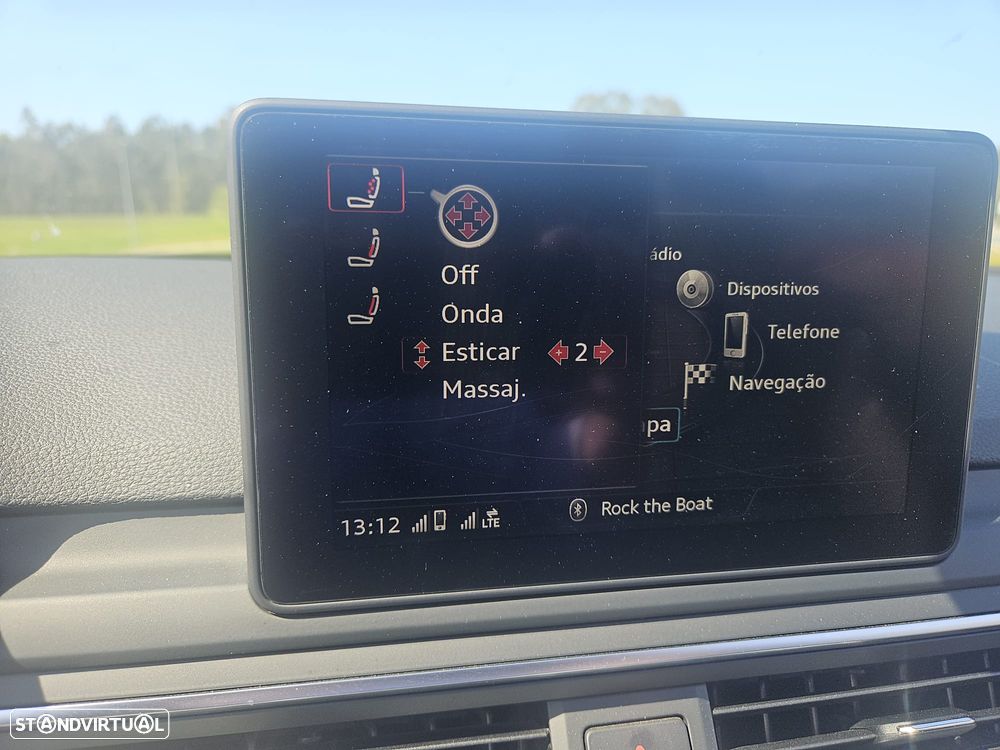 Off
Onda
Esticar + 2 -
Massaj.
ádio
Dispositivos
Telefone
Navegação
pa
13:12 LTE
Rock the Boat
STANDVIRTUAL